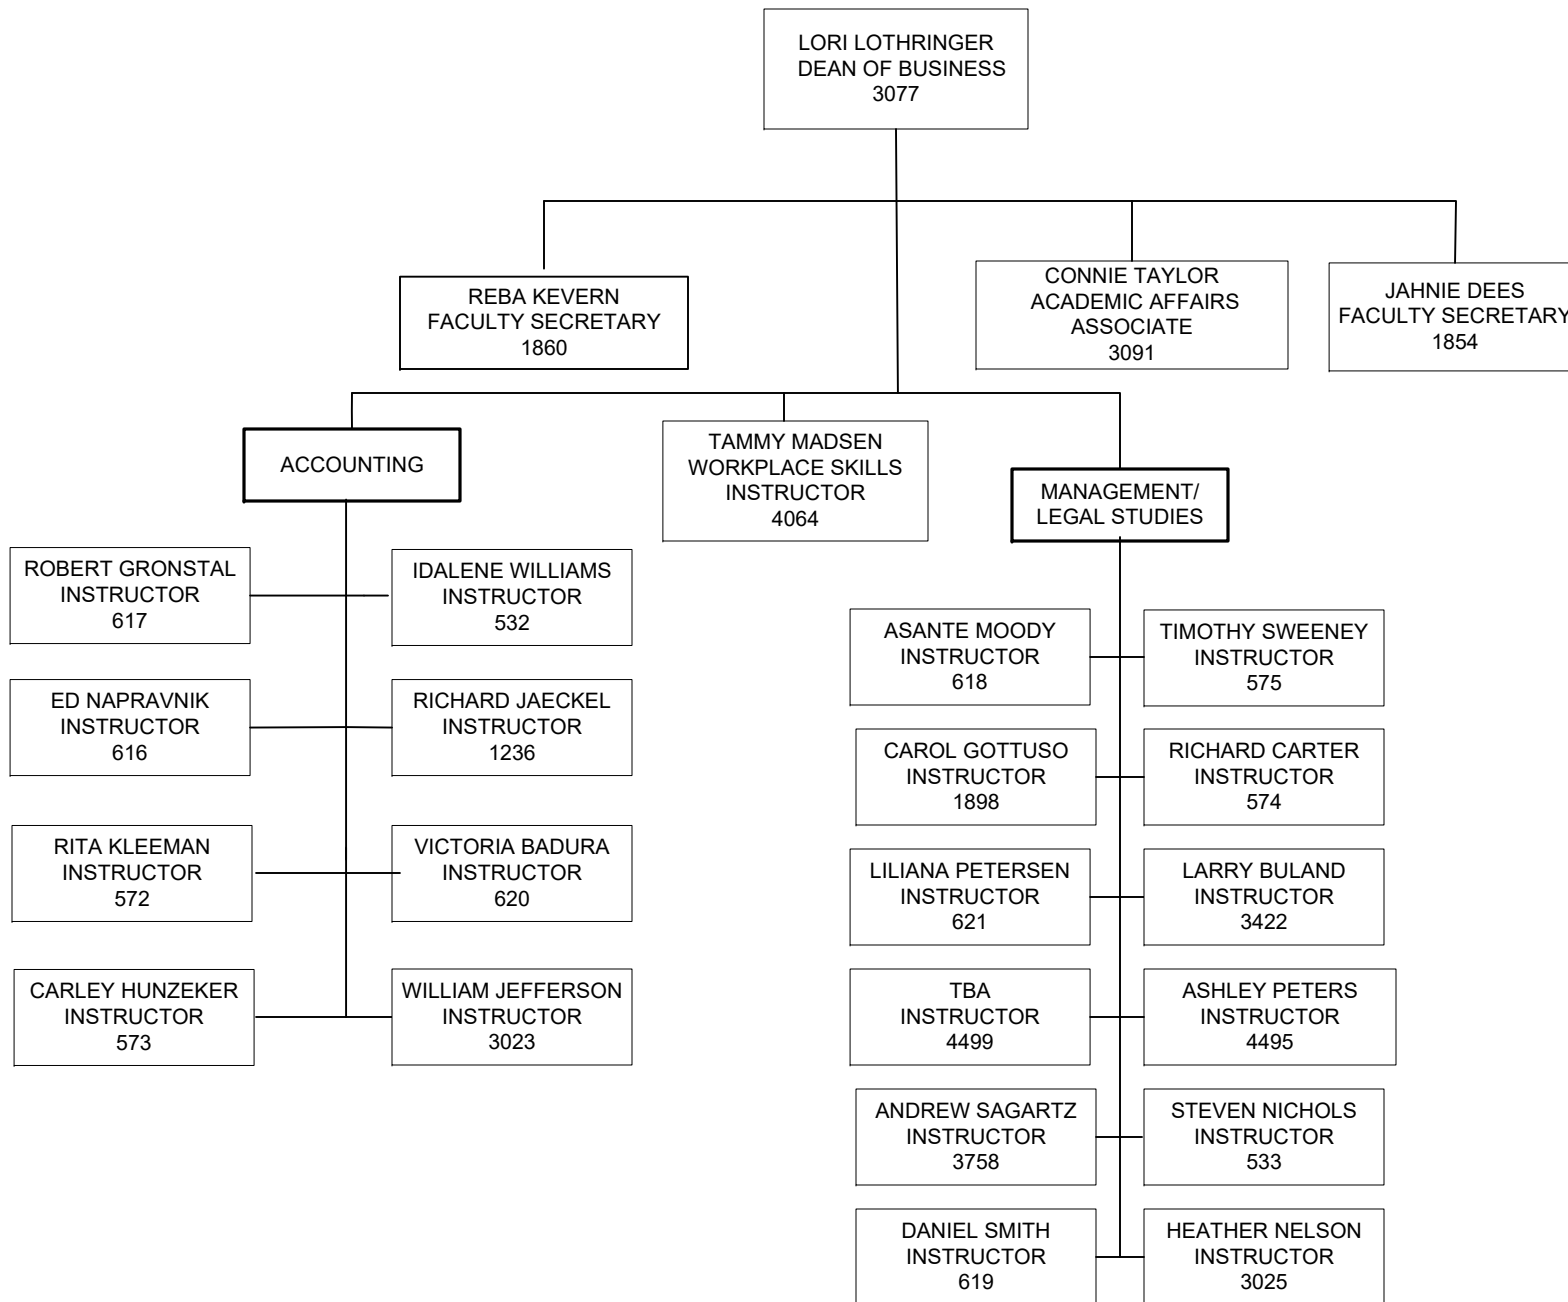 LORI LOTHRINGER
DEAN OF BUSINESS
3077
REBA KEVERN
FACULTY SECRETARY
1860
CONNIE TAYLOR
ACADEMIC AFFAIRS
ASSOCIATE
3091
JAHNIE DEES
FACULTY SECRETARY
1854
ACCOUNTING
TAMMY MADSEN
WORKPLACE SKILLS
INSTRUCTOR
4064
MANAGEMENT/
LEGAL STUDIES
ROBERT GRONSTAL
INSTRUCTOR
617
IDALENE WILLIAMS
INSTRUCTOR
532
ED NAPRAVNIK
INSTRUCTOR
616
RICHARD JAECKEL
INSTRUCTOR
1236
RITA KLEEMAN
INSTRUCTOR
572
VICTORIA BADURA
INSTRUCTOR
620
CARLEY HUNZEKER
INSTRUCTOR
573
WILLIAM JEFFERSON
INSTRUCTOR
3023
ASANTE MOODY
INSTRUCTOR
618
TIMOTHY SWEENEY
INSTRUCTOR
575
CAROL GOTTUSO
INSTRUCTOR
1898
RICHARD CARTER
INSTRUCTOR
574
LILIANA PETERSEN
INSTRUCTOR
621
LARRY BULAND
INSTRUCTOR
3422
TBA
INSTRUCTOR
4499
ASHLEY PETERS
INSTRUCTOR
4495
ANDREW SAGARTZ
INSTRUCTOR
3758
STEVEN NICHOLS
INSTRUCTOR
533
DANIEL SMITH
INSTRUCTOR
619
HEATHER NELSON
INSTRUCTOR
3025